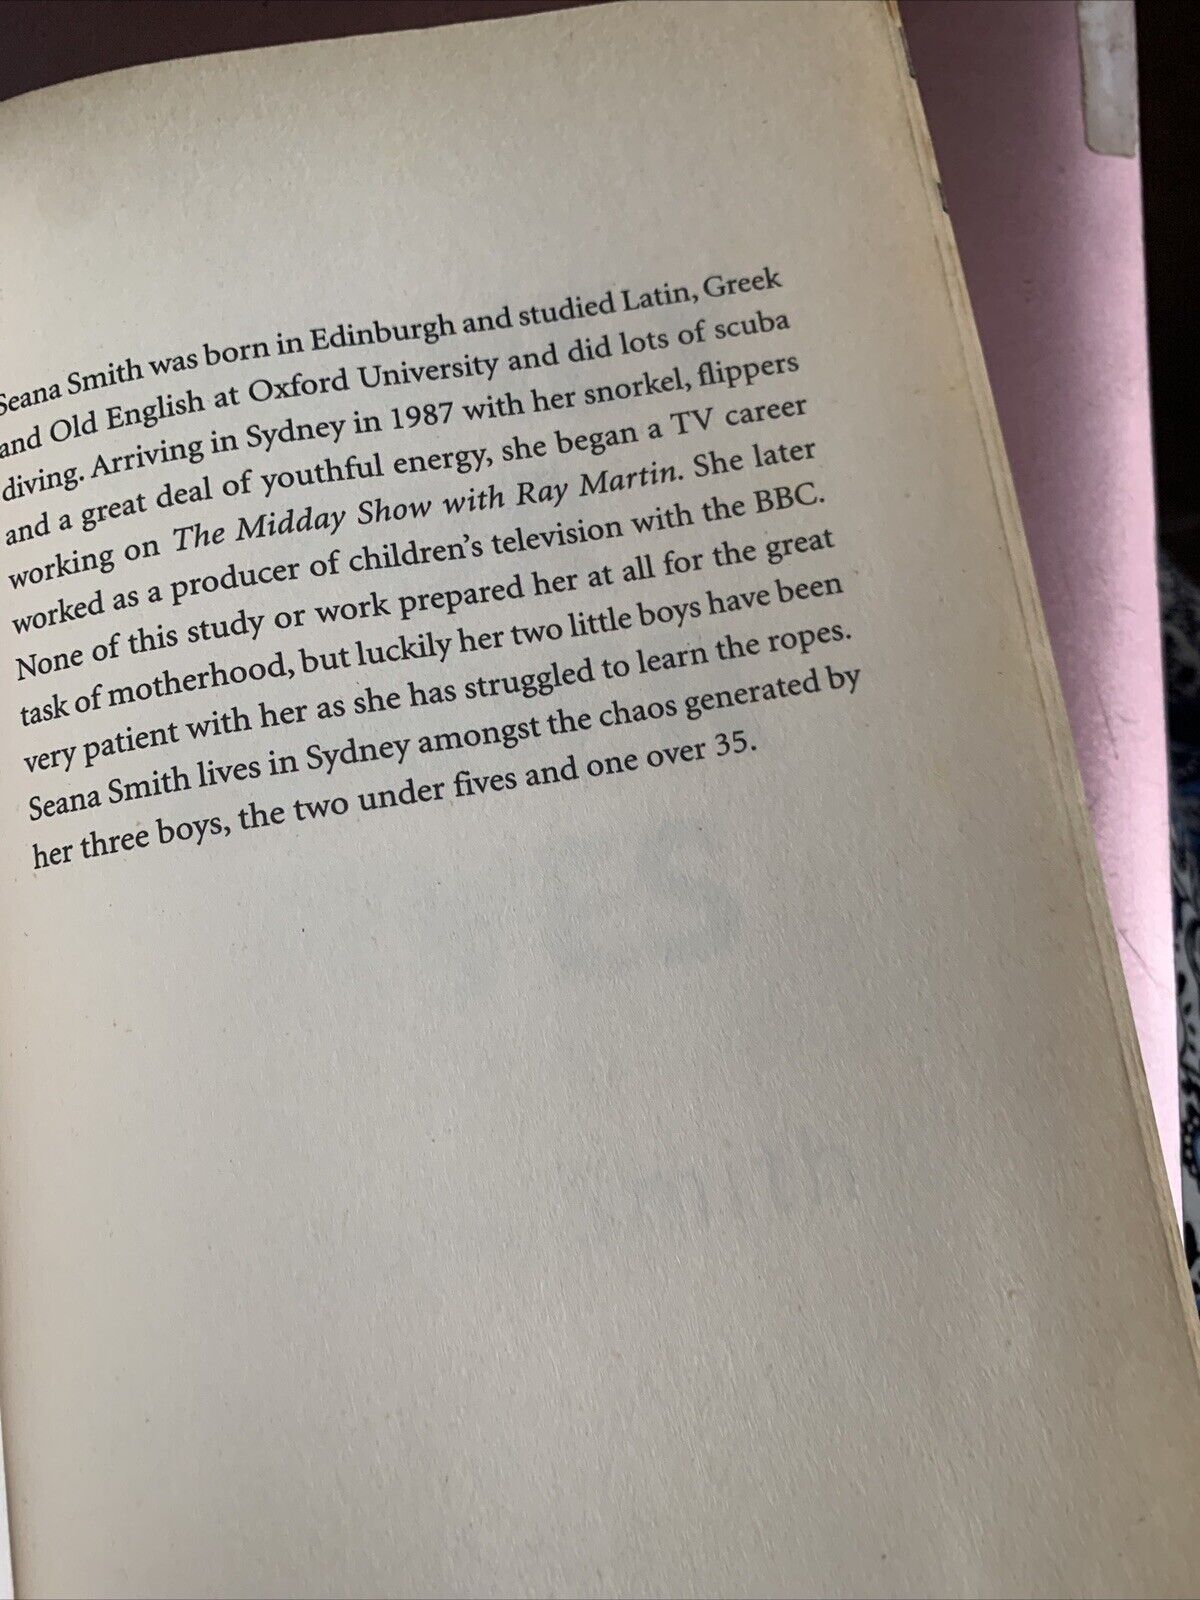 Seana Smith was born in Edinburgh and studied Latin, Greek
and Old English at Oxford University and did lots of scuba
diving. Arriving in Sydney in 1987 with her snorkel, flippers
and a great deal of youthful energy, she began a TV career
working on The Midday Show with Ray Martin. She later
worked as a producer of children's television with the BBC.
None of this study or work prepared her at all for the great
task of motherhood, but luckily her two little boys have been
very patient with her as she has struggled to learn the ropes.
Seana Smith lives in Sydney amongst the chaos generated by
her three boys, the two under fives and one over 35.